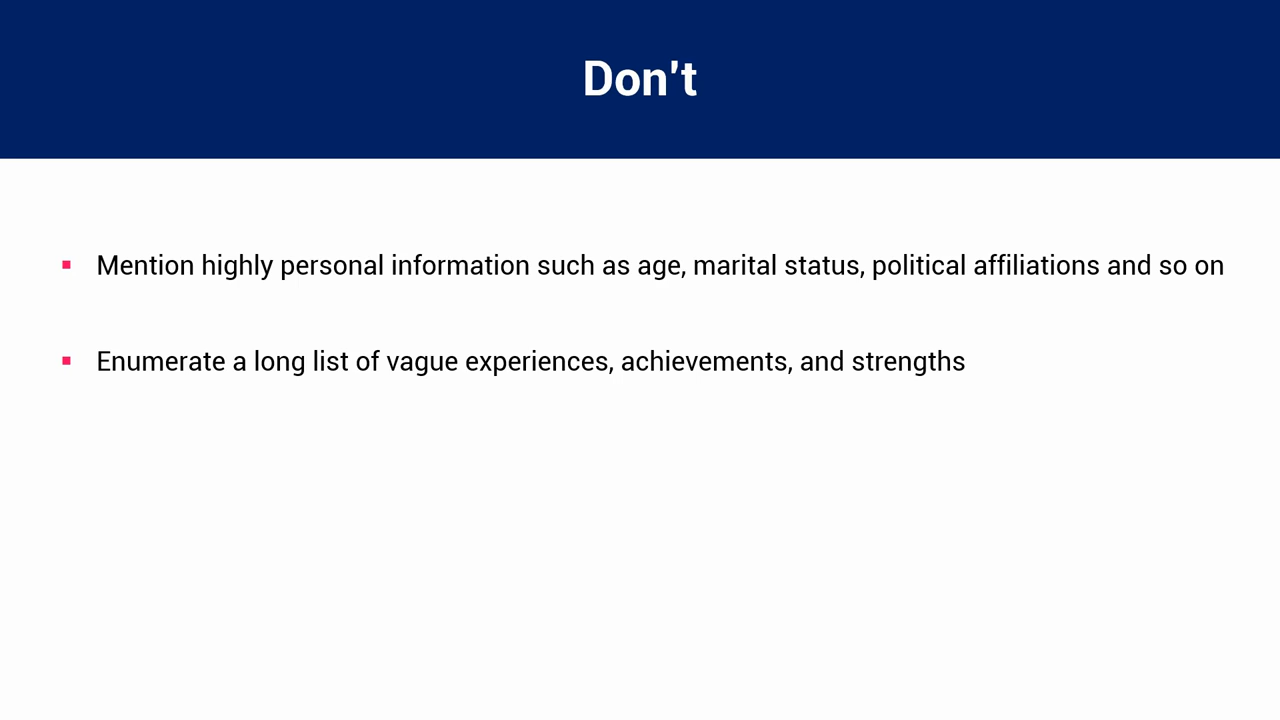 Don't
Mention highly personal information such as age, marital status, political affiliations and so on
Enumerate a long list of vague experiences, achievements, and strengths